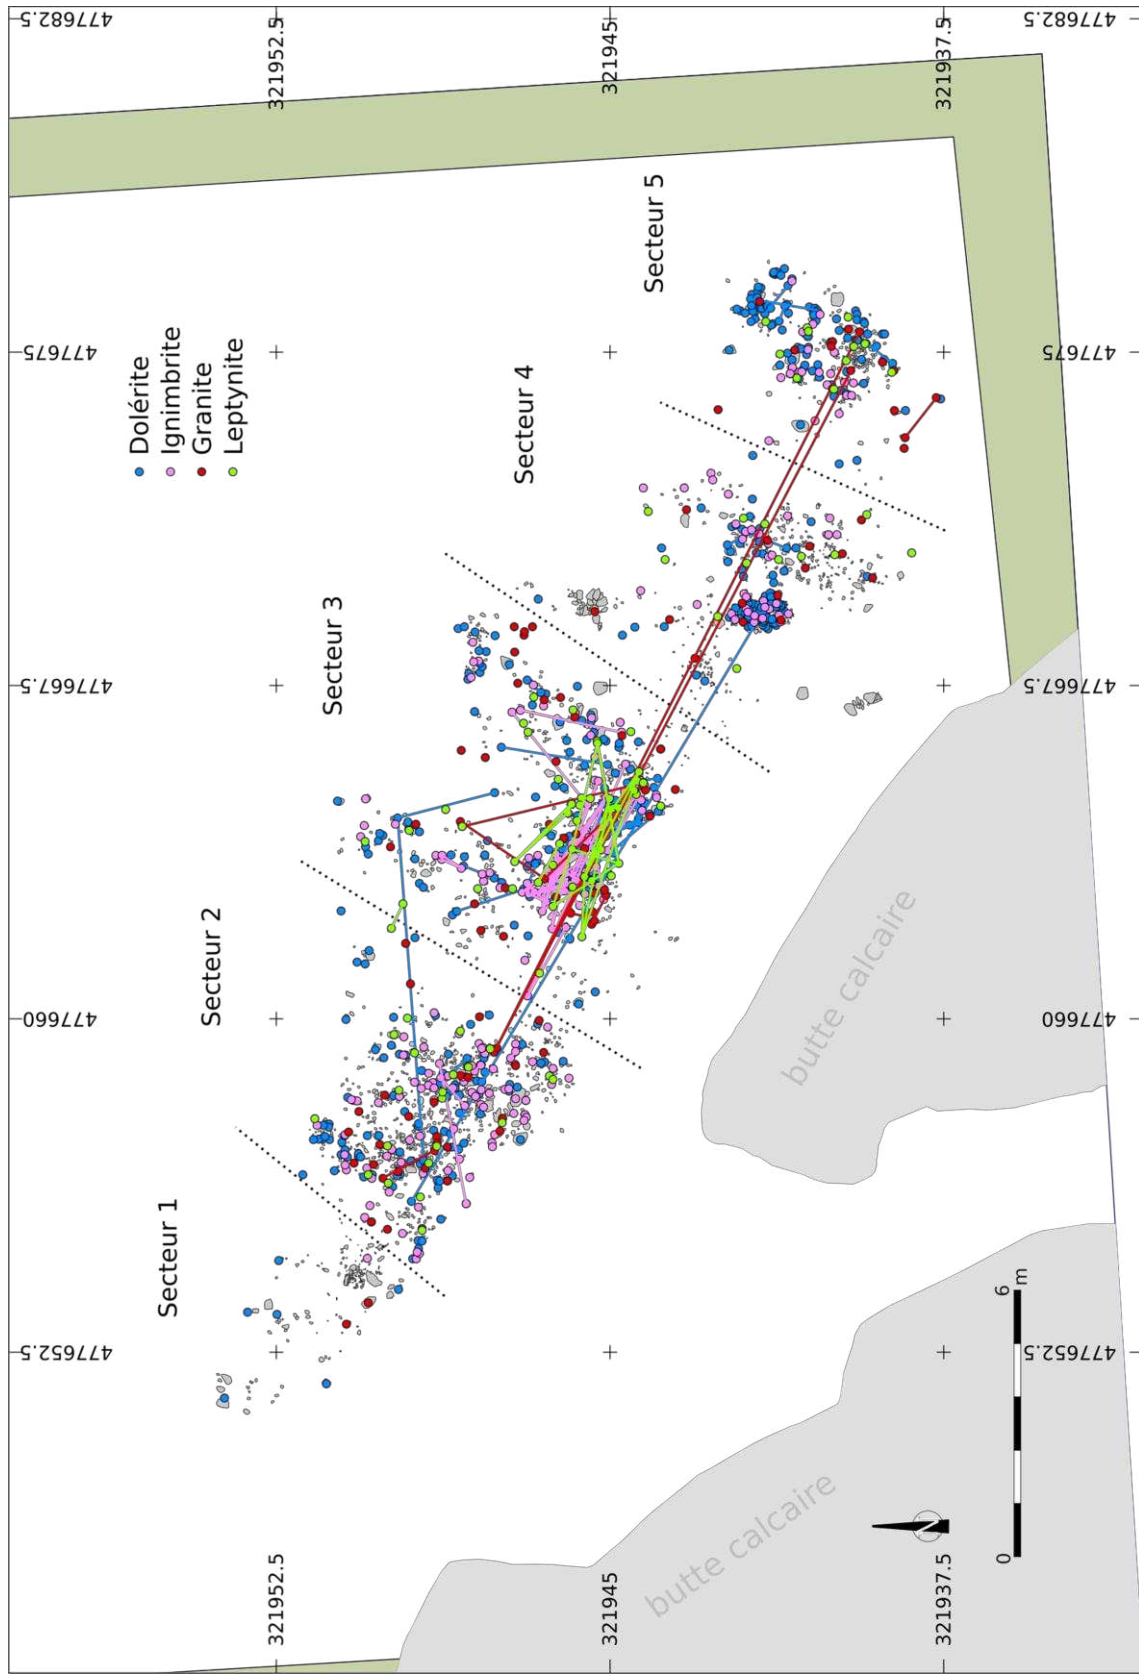 477682.5
477675
477667.5
477660
477652.5
321952.5
321945
321937.5
Secteur 1
Secteur 2
Secteur 3
Secteur 4
Secteur 5
Dolérite
Ignimbrite
Granite
Leptynite
butte calcaire
butte calcaire
N
0
6 m
321952.5
321945
321937.5
477682.5
477675
477667.5
477660
477652.5